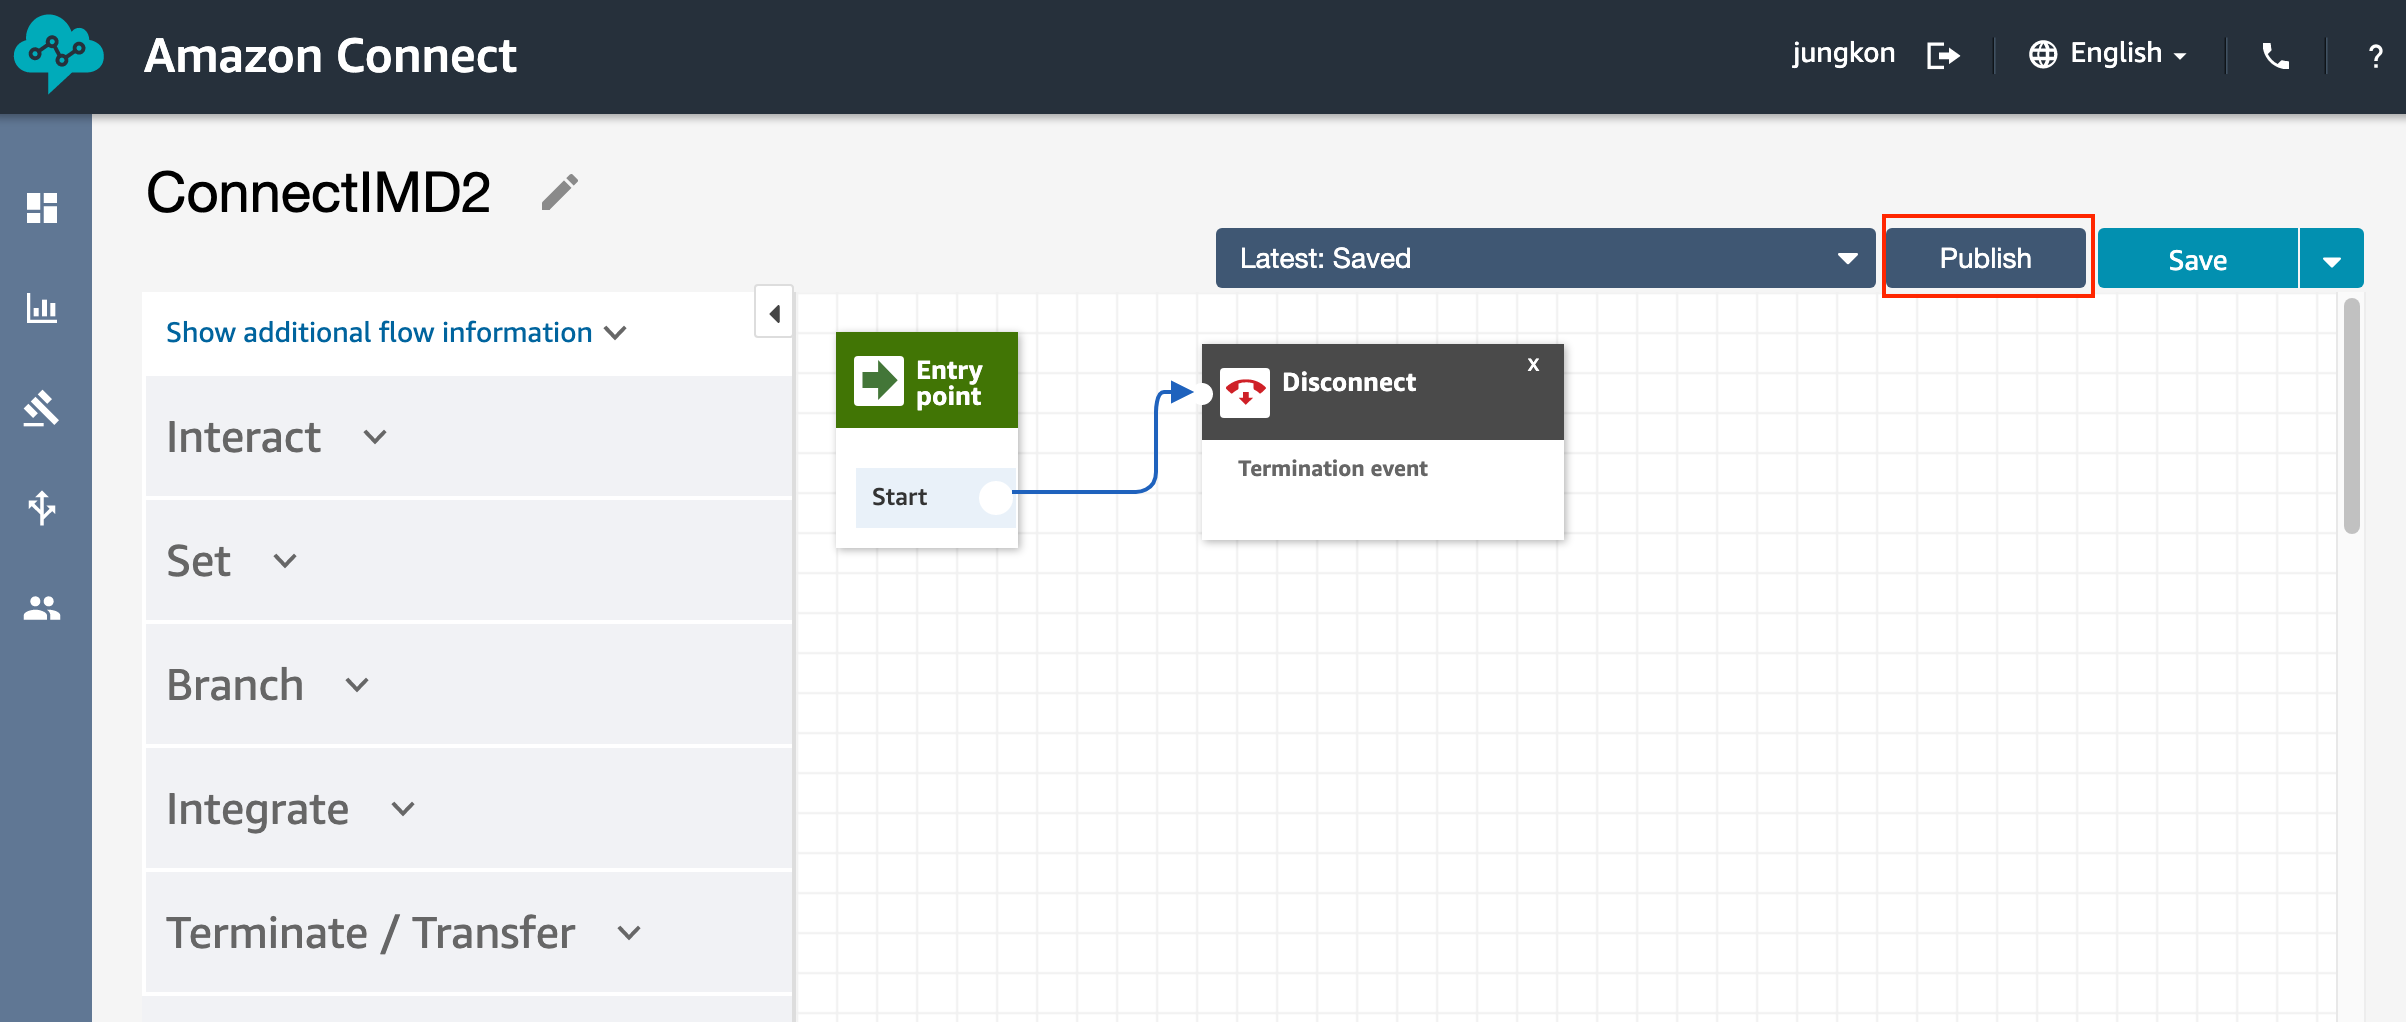 Amazon Connect
jungkon
English
?
ConnectIMD2
Latest: Saved
Publish
Save
Show additional flow information
Interact
Set
Branch
Integrate
Terminate / Transfer
Entry
point
Start
Disconnect
X
Termination event